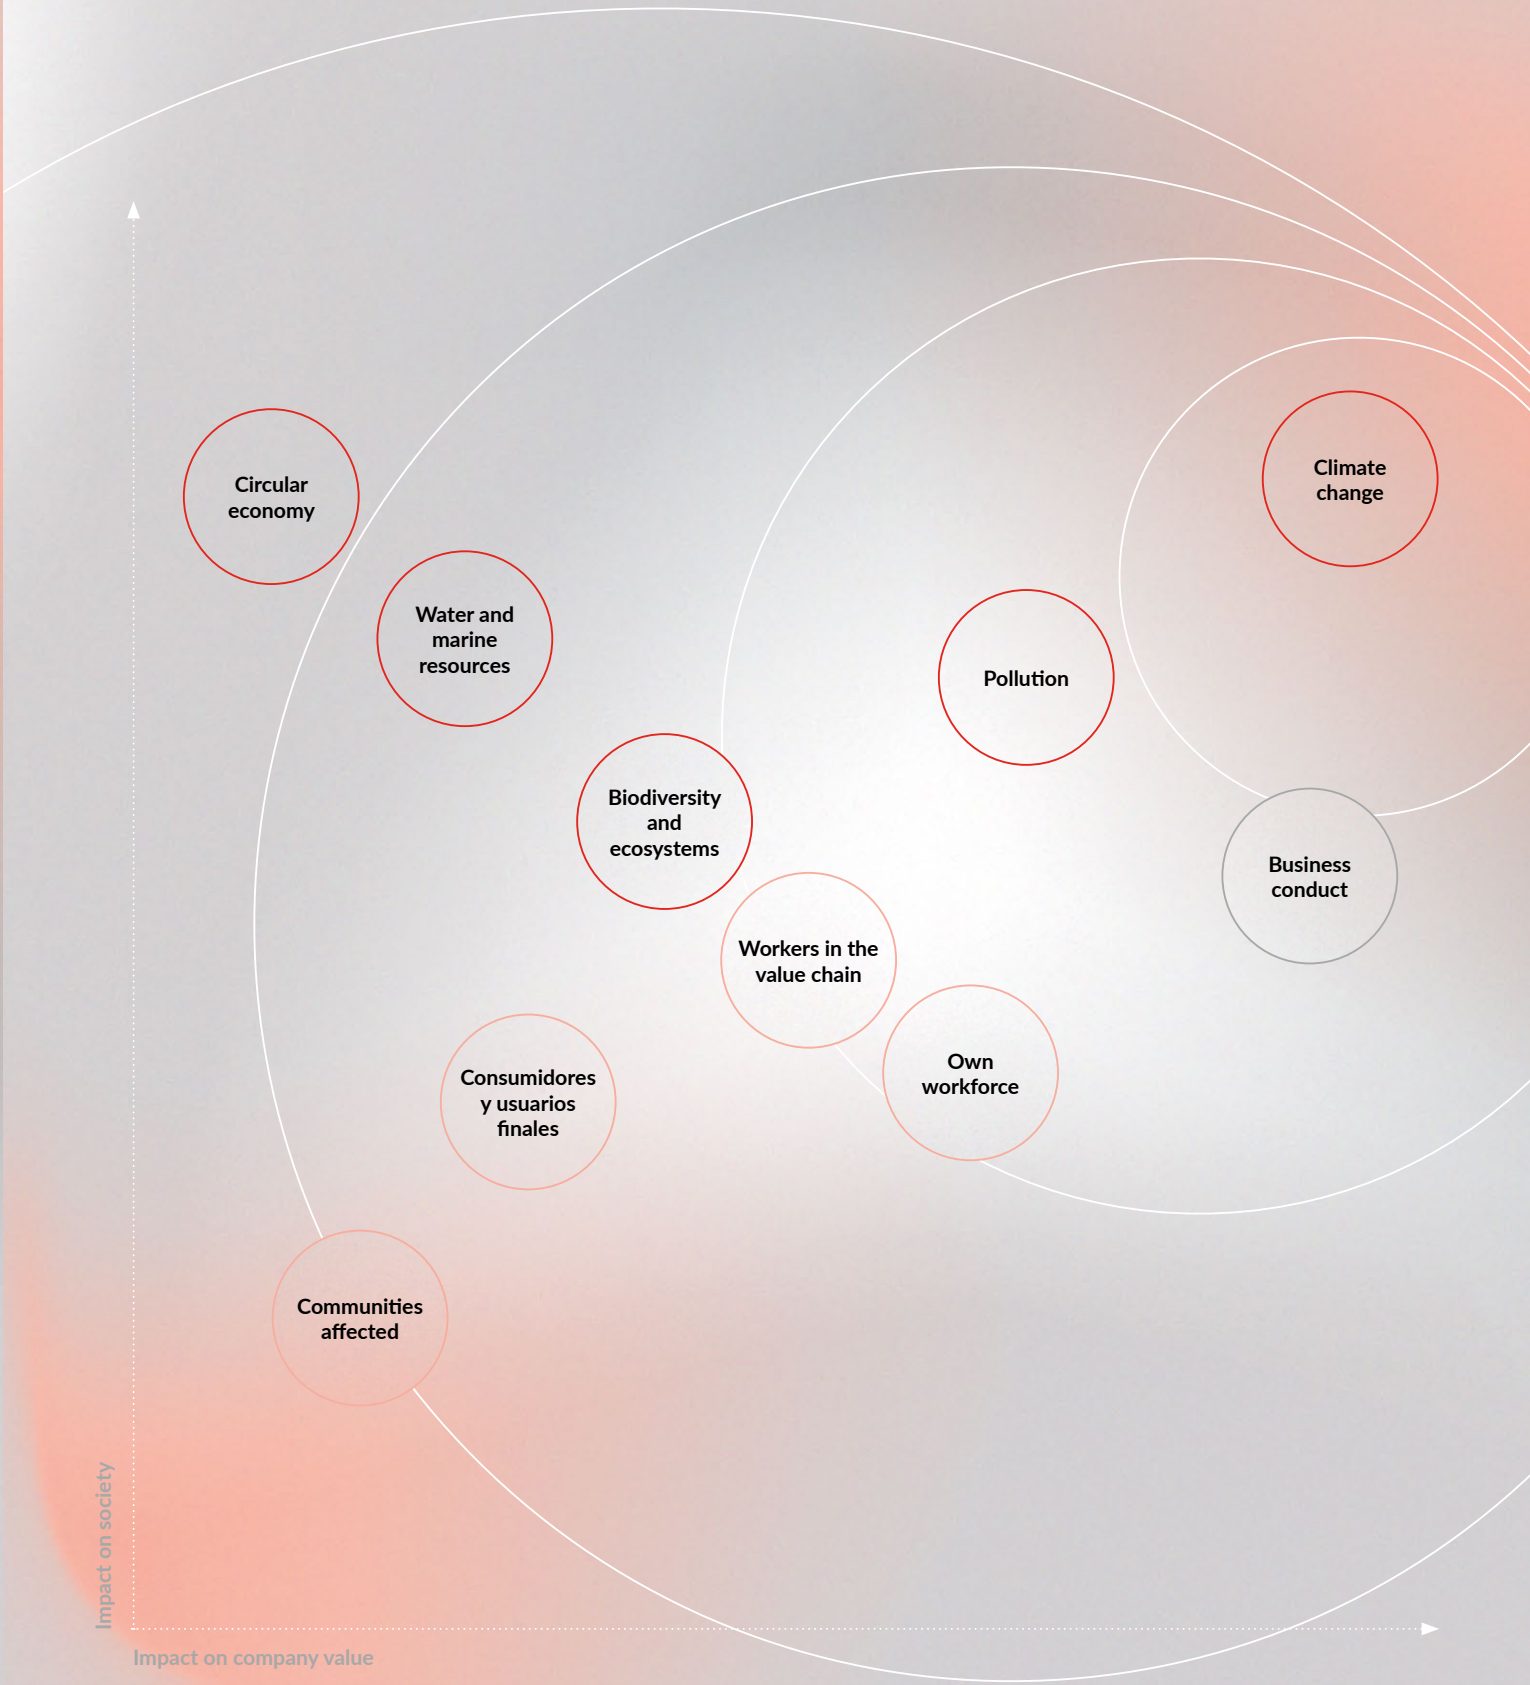 Circular
economy
Climate
change
Water and
marine
resources
Pollution
Biodiversity
and
ecosystems
Business
conduct
Workers in the
value chain
Own
workforce
Consumidores
y usuarios
finales
Communities
affected
Impact on society
Impact on company value